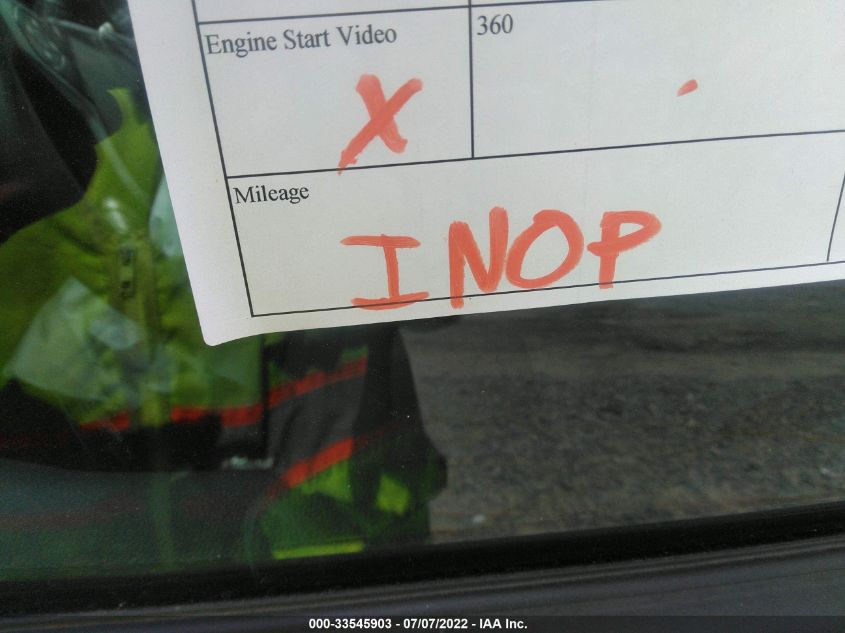 Engine Start Video 360
X
Mileage
INOP
000-33545903 - 07/07/2022 - IAA Inc.